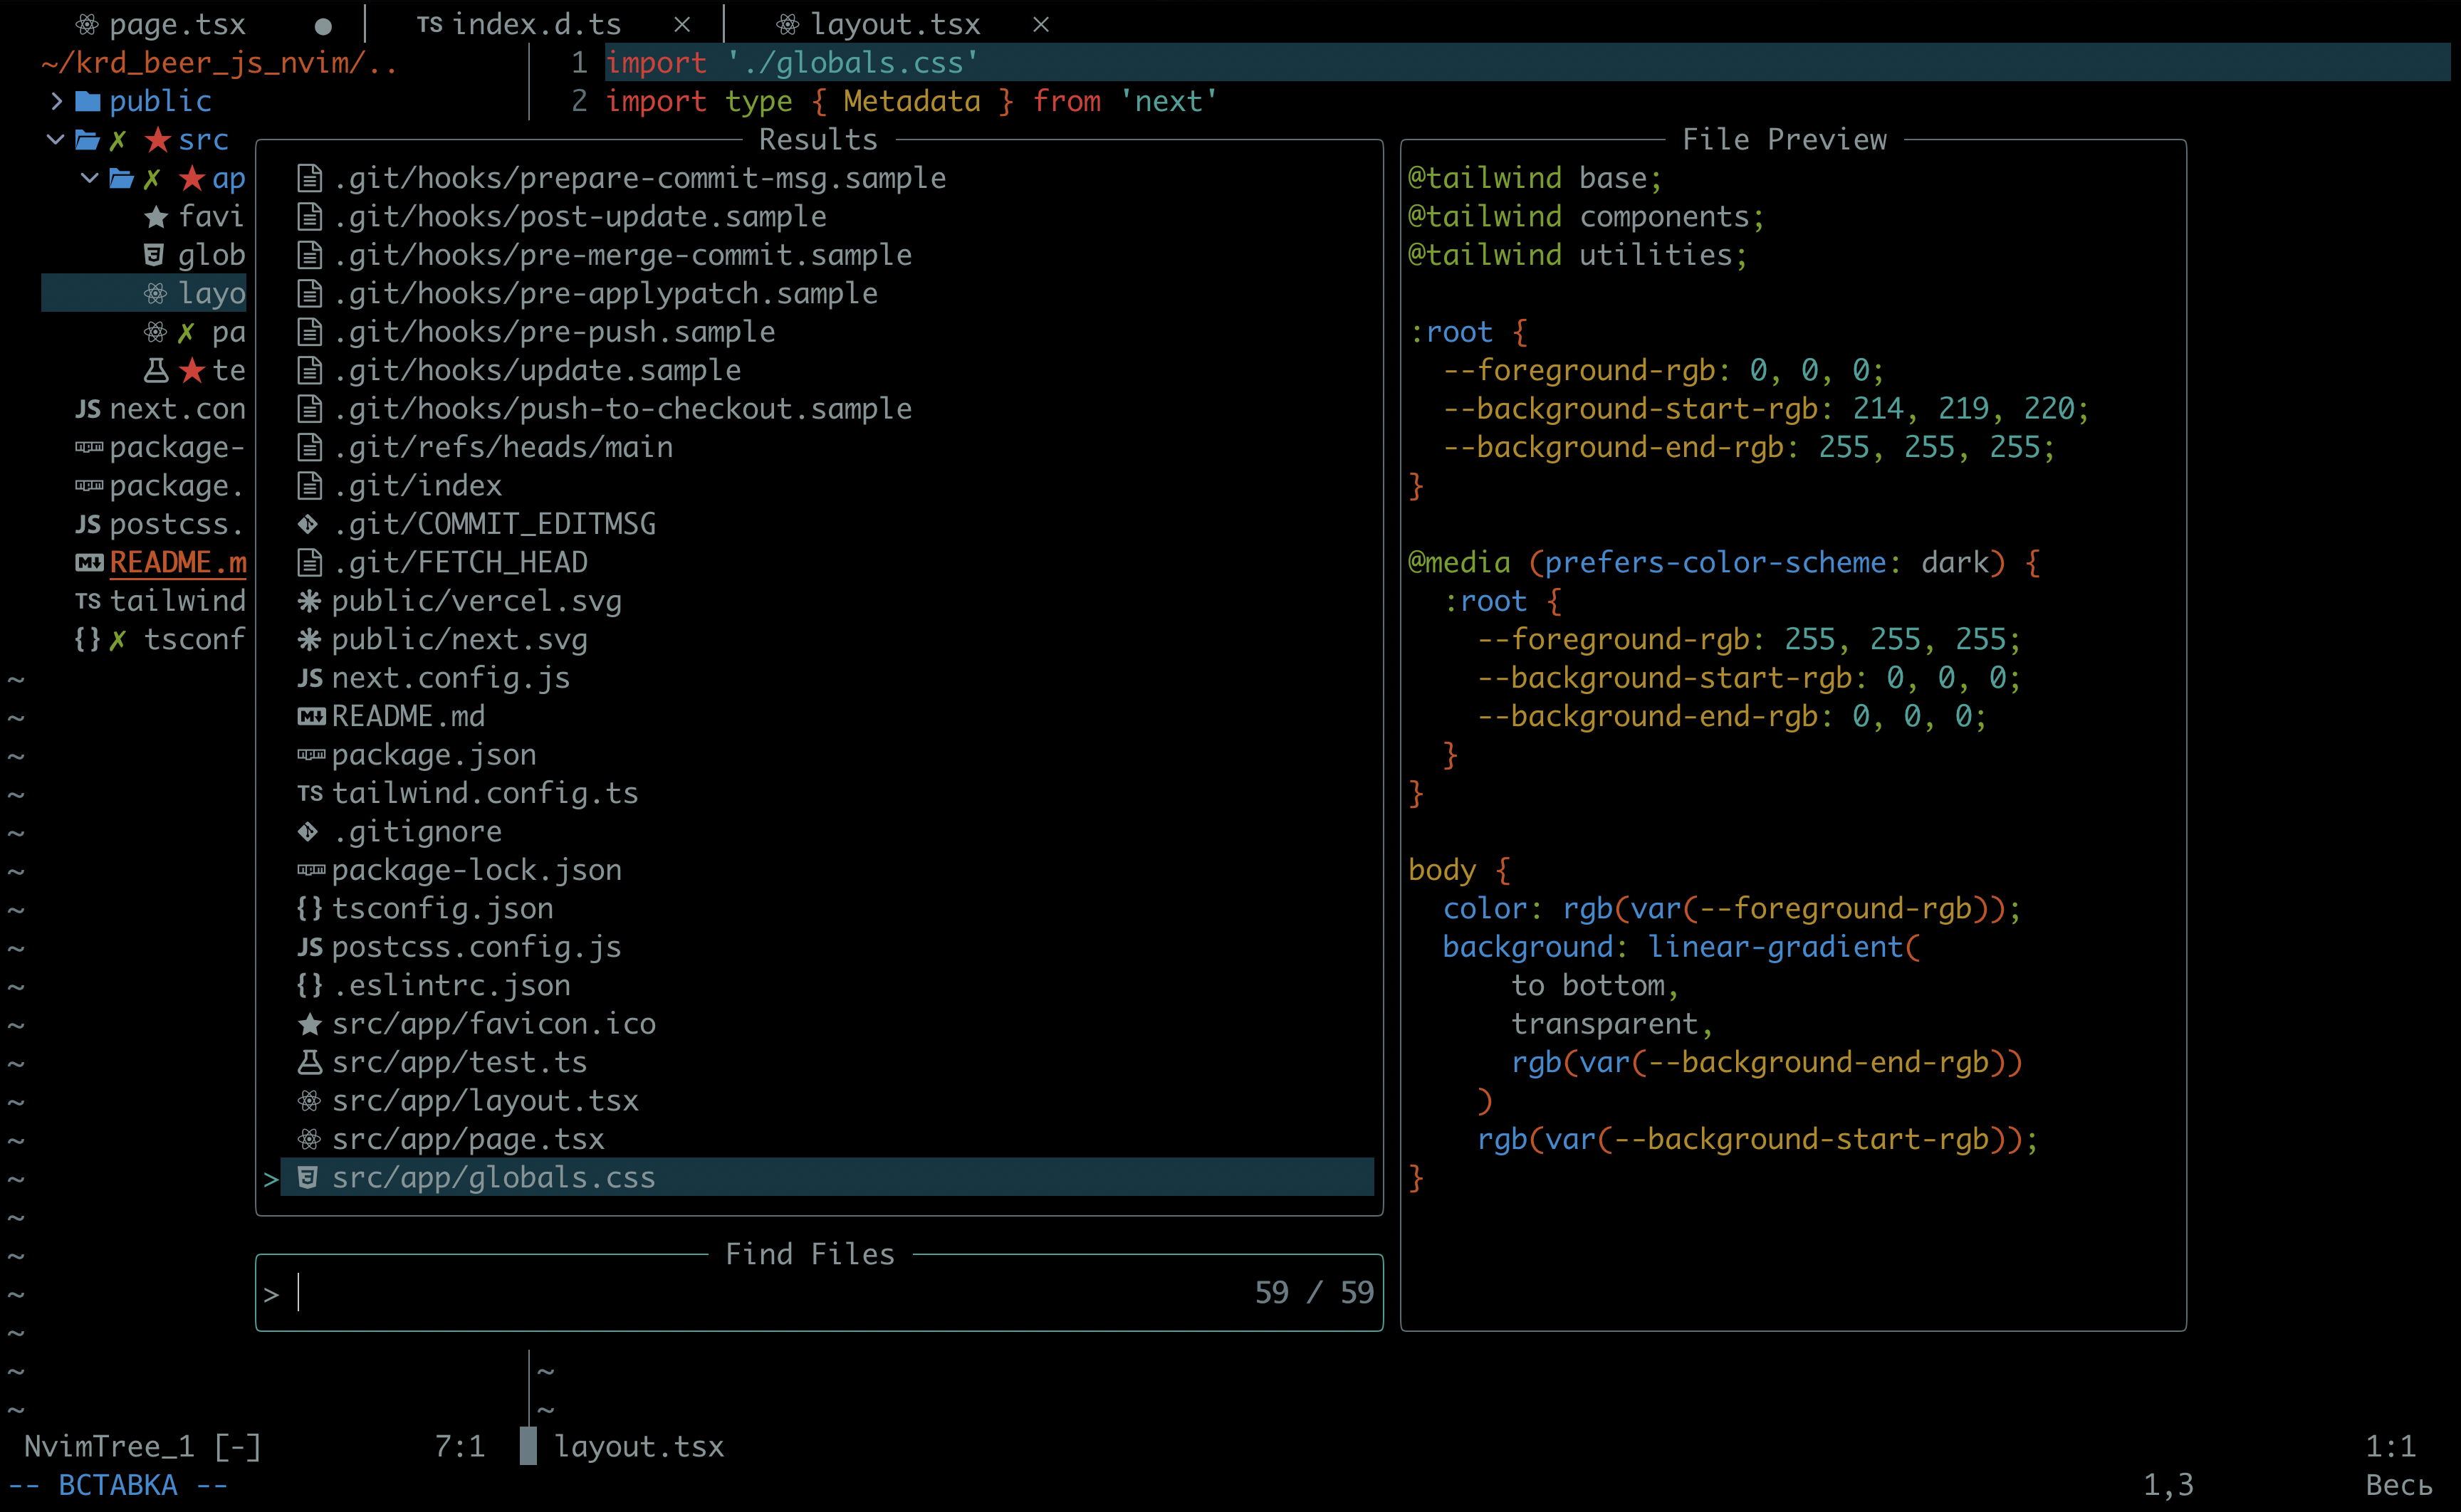 page.tsx ● TS index.d.ts × layout.tsx ×
~/krd_beer_js_nvim/..
> public
✗ ★ src
✗ ★ ap
★ favi
glob
layo
✗ pa
★ te
JS next.con
package-
package.
JS postcss.
README.m
TS tailwind
{} ✗ tsconf
1 import './globals.css'
2 import type { Metadata } from 'next'
Results
.git/hooks/prepare-commit-msg.sample
.git/hooks/post-update.sample
.git/hooks/pre-merge-commit.sample
.git/hooks/pre-applypatch.sample
.git/hooks/pre-push.sample
.git/hooks/update.sample
.git/hooks/push-to-checkout.sample
.git/refs/heads/main
.git/index
.git/COMMIT_EDITMSG
.git/FETCH_HEAD
public/vercel.svg
public/next.svg
JS next.config.js
README.md
package.json
TS tailwind.config.ts
.gitignore
package-lock.json
{} tsconfig.json
JS postcss.config.js
{} .eslintrc.json
★ src/app/favicon.ico
src/app/test.ts
src/app/layout.tsx
src/app/page.tsx
> src/app/globals.css
Find Files
> 59 / 59
File Preview
@tailwind base;
@tailwind components;
@tailwind utilities;
:root {
--foreground-rgb: 0, 0, 0;
--background-start-rgb: 214, 219, 220;
--background-end-rgb: 255, 255, 255;
}
@media (prefers-color-scheme: dark) {
:root {
--foreground-rgb: 255, 255, 255;
--background-start-rgb: 0, 0, 0;
--background-end-rgb: 0, 0, 0;
}
}
body {
color: rgb(var(--foreground-rgb));
background: linear-gradient(
to bottom,
transparent,
rgb(var(--background-end-rgb))
)
rgb(var(--background-start-rgb));
}
NvimTree_1 [-] 7:1 layout.tsx 1:1
-- ВСТАВКА -- 1,3 Весь